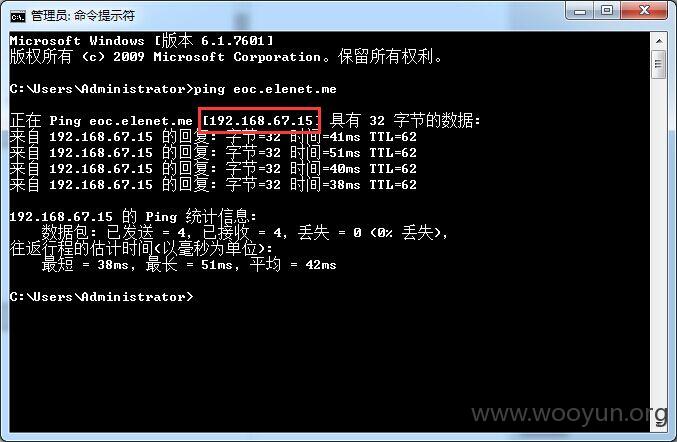 管理员: 命令提示符
Microsoft Windows [版本 6.1.7601]
版权所有 (c) 2009 Microsoft Corporation。保留所有权利。
C:\Users\Administrator>ping eoc.elenet.me
正在 Ping eoc.elenet.me [192.168.67.15] 具有 32 字节的数据:
来自 192.168.67.15 的回复: 字节=32 时间=41ms TTL=62
来自 192.168.67.15 的回复: 字节=32 时间=51ms TTL=62
来自 192.168.67.15 的回复: 字节=32 时间=40ms TTL=62
来自 192.168.67.15 的回复: 字节=32 时间=38ms TTL=62
192.168.67.15 的 Ping 统计信息:
数据包: 已发送 = 4，已接收 = 4，丢失 = 0 (0% 丢失)，
往返行程的估计时间(以毫秒为单位):
最短 = 38ms，最长 = 51ms，平均 = 42ms
C:\Users\Administrator>
www.wooyun.org